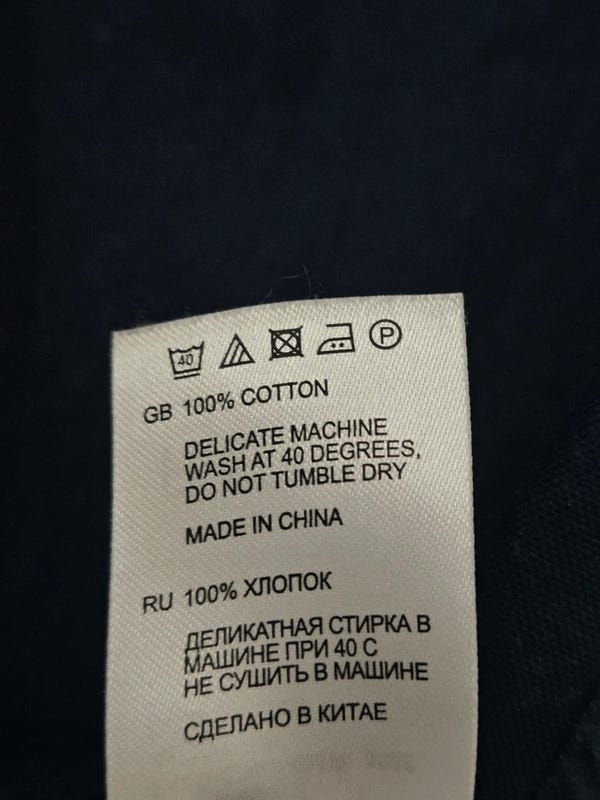 40
P
GB 100% COTTON
DELICATE MACHINE
WASH AT 40 DEGREES,
DO NOT TUMBLE DRY
MADE IN CHINA
RU 100% ХЛОПОК
ДЕЛИКАТНАЯ СТИРКА В
МАШИНЕ ПРИ 40 С
НЕ СУШИТЬ В МАШИНЕ
СДЕЛАНО В КИТАЕ